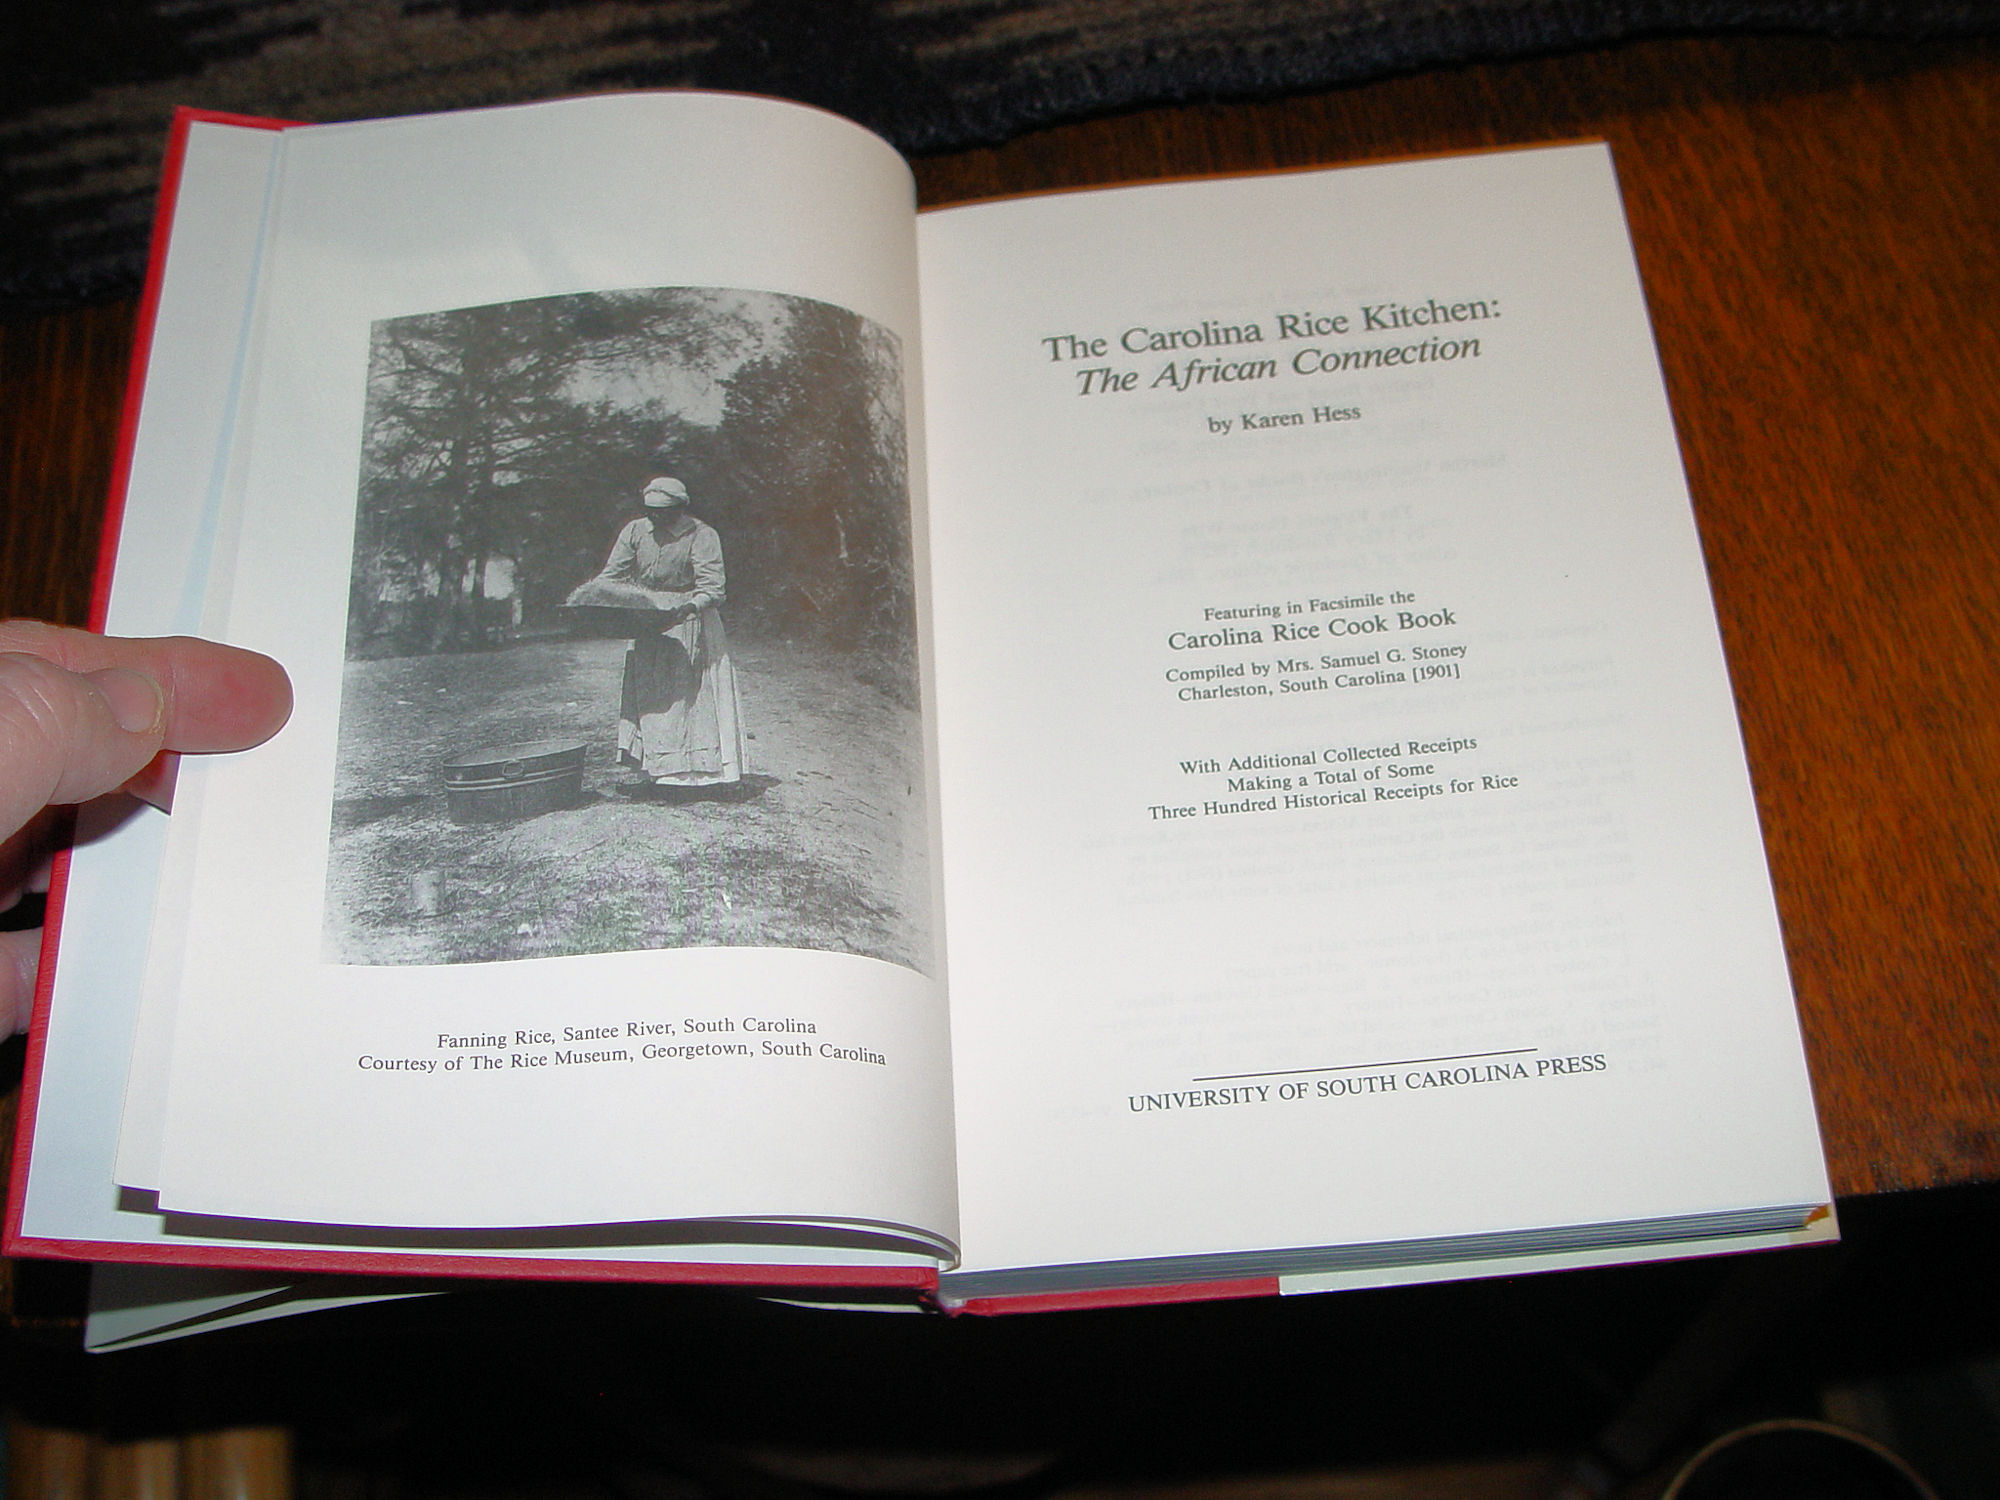 Fanning Rice, Santee River, South Carolina
Courtesy of The Rice Museum, Georgetown, South Carolina
The Carolina Rice Kitchen:
The African Connection
by Karen Hess
Featuring in Facsimile the
Carolina Rice Cook Book
Compiled by Mrs. Samuel G. Stoney
Charleston, South Carolina [1901]
With Additional Collected Receipts
Making a Total of Some
Three Hundred Historical Receipts for Rice
UNIVERSITY OF SOUTH CAROLINA PRESS